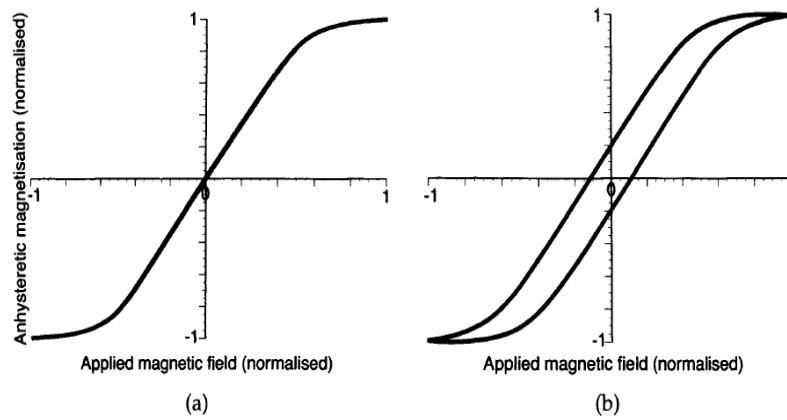 1
1
Anhysteretic magnetisation (normalised)
-1
0
1
-1
0
-1
-1
Applied magnetic field (normalised)
Applied magnetic field (normalised)
(a)
(b)